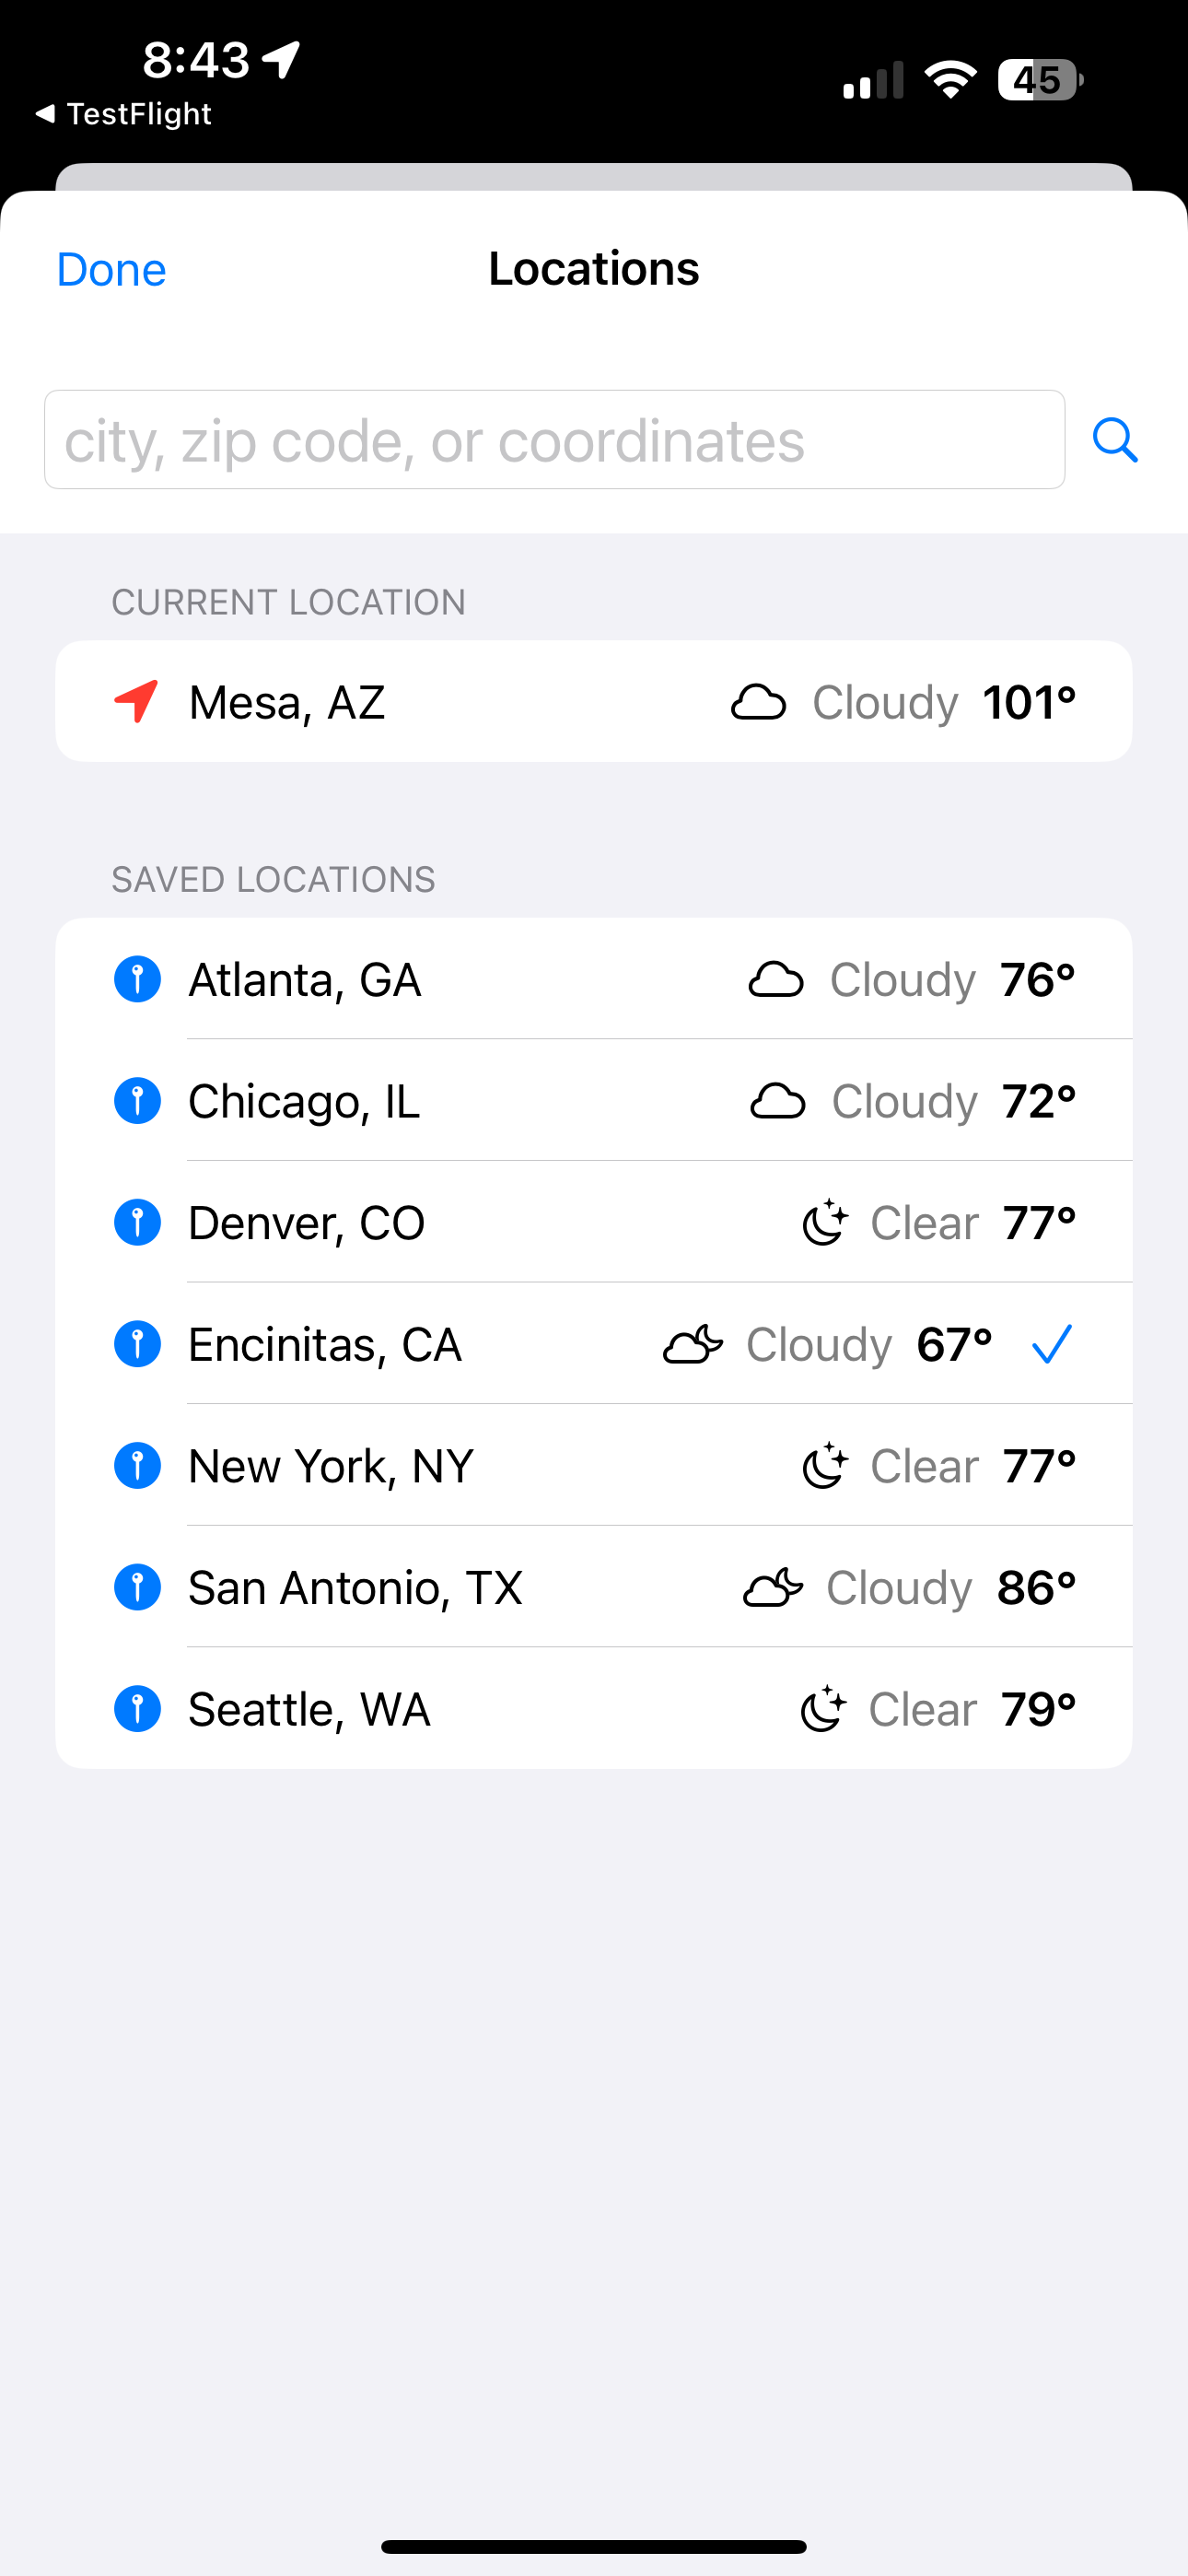 8:43
45
TestFlight
Done Locations
city, zip code, or coordinates
CURRENT LOCATION
Mesa, AZ Cloudy 101°
SAVED LOCATIONS
Atlanta, GA Cloudy 76°
Chicago, IL Cloudy 72°
Denver, CO Clear 77°
Encinitas, CA Cloudy 67°
New York, NY Clear 77°
San Antonio, TX Cloudy 86°
Seattle, WA Clear 79°